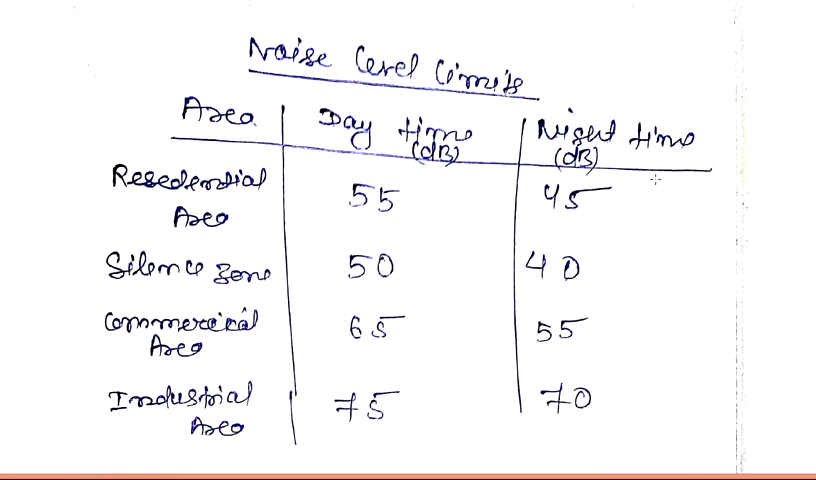 Noise Level Limits
Area Day time (dB) Night time (dB)
Resedential Area 55 45
Silence Zone 50 40
Commercial Area 65 55
Industrial Area 75 70